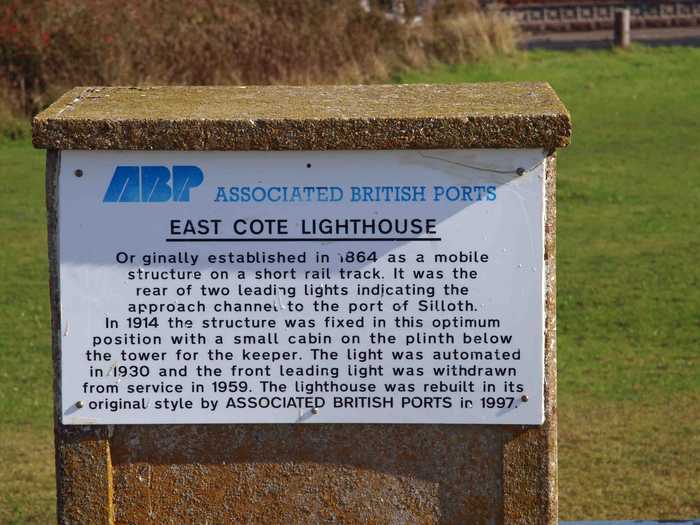 ABP ASSOCIATED BRITISH PORTS
EAST COTE LIGHTHOUSE
Or ginally established in 1864 as a mobile
structure on a short rail track. It was the
rear of two leading lights indicating the
approach channel to the port of Silloth.
In 1914 the structure was fixed in this optimum
position with a small cabin on the plinth below
the tower for the keeper. The light was automated
in 1930 and the front leading light was withdrawn
from service in 1959. The lighthouse was rebuilt in its
original style by ASSOCIATED BRITISH PORTS in 1997.